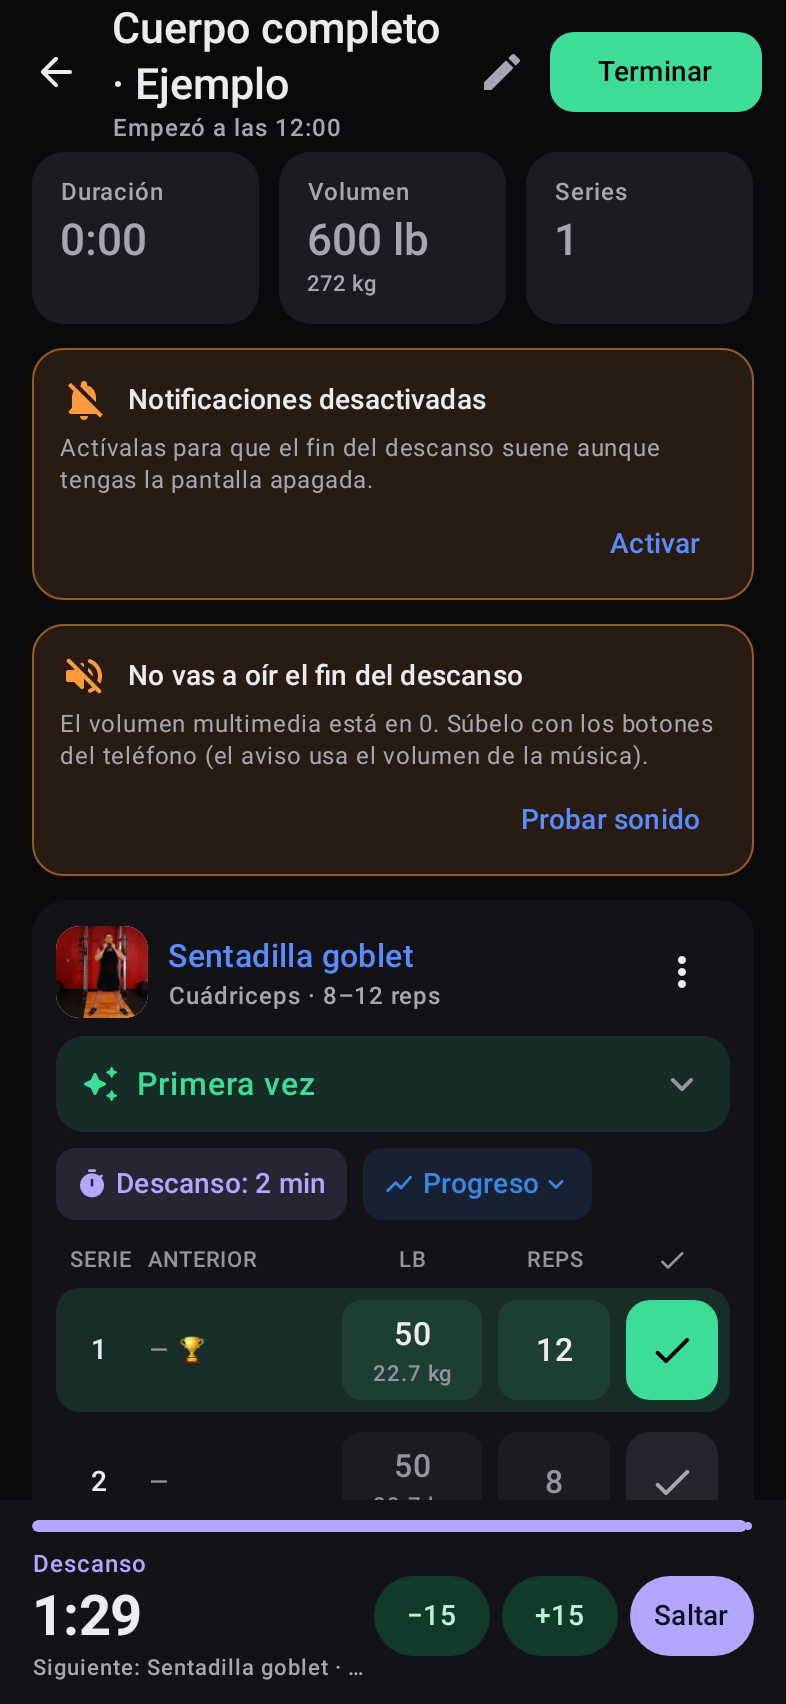 Cuerpo completo
· Ejemplo
Empezó a las 12:00
Terminar
Duración
0:00
Volumen
600 lb
272 kg
Series
1
Notificaciones desactivadas
Actívalas para que el fin del descanso suene aunque
tengas la pantalla apagada.
Activar
No vas a oír el fin del descanso
El volumen multimedia está en 0. Súbelo con los botones
del teléfono (el aviso usa el volumen de la música).
Probar sonido
Sentadilla goblet
Cuádriceps · 8–12 reps
Primera vez
Descanso: 2 min
Progreso
SERIE ANTERIOR LB REPS
1 – 50 12
22.7 kg
2 – 50 8
Descanso
1:29
Siguiente: Sentadilla goblet · …
−15
+15
Saltar